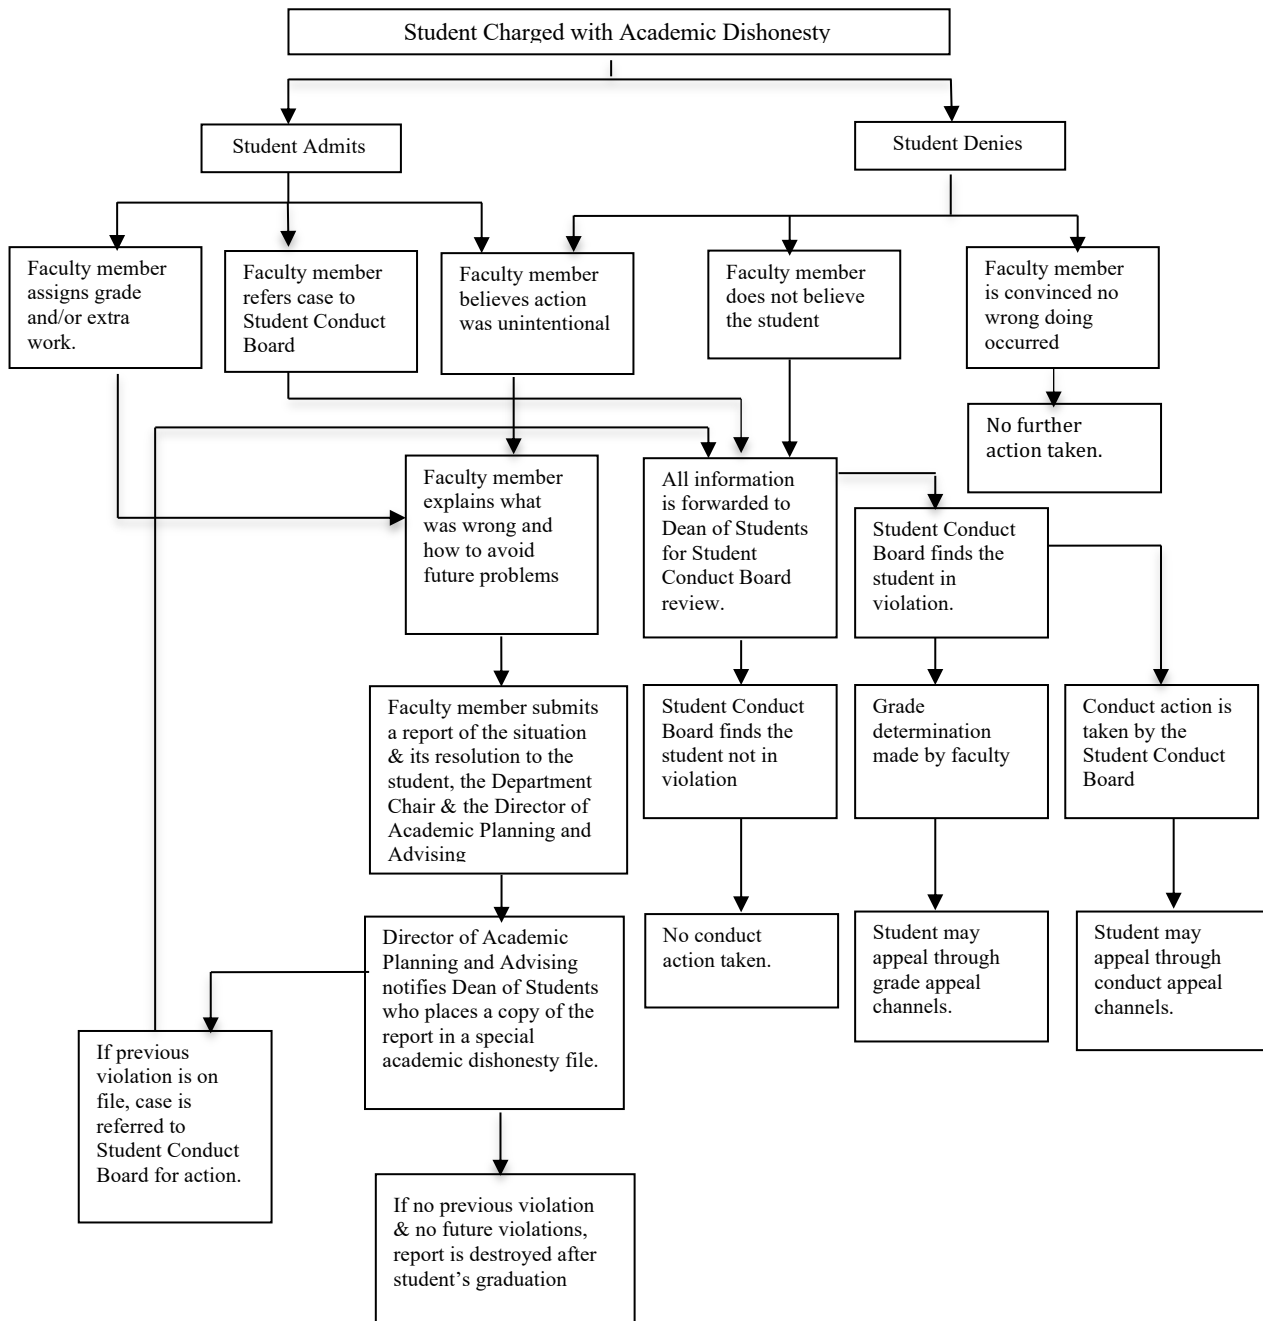 Student Charged with Academic Dishonesty
Student Admits
Student Denies
Faculty member
assigns grade
and/or extra
work.
Faculty member
refers case to
Student Conduct
Board
Faculty member
believes action
was unintentional
Faculty member
does not believe
the student
Faculty member
is convinced no
wrong doing
occurred
No further
action taken.
Faculty member
explains what
was wrong and
how to avoid
future problems
All information
is forwarded to
Dean of Students
for Student
Conduct Board
review.
Student Conduct
Board finds the
student in
violation.
Faculty member submits
a report of the situation
& its resolution to the
student, the Department
Chair & the Director of
Academic Planning and
Advising
Student Conduct
Board finds the
student not in
violation
Grade
determination
made by faculty
Conduct action is
taken by the
Student Conduct
Board
Director of Academic
Planning and Advising
notifies Dean of Students
who places a copy of the
report in a special
academic dishonesty file.
No conduct
action taken.
Student may
appeal through
grade appeal
channels.
Student may
appeal through
conduct appeal
channels.
If previous
violation is on
file, case is
referred to
Student Conduct
Board for action.
If no previous violation
& no future violations,
report is destroyed after
student’s graduation